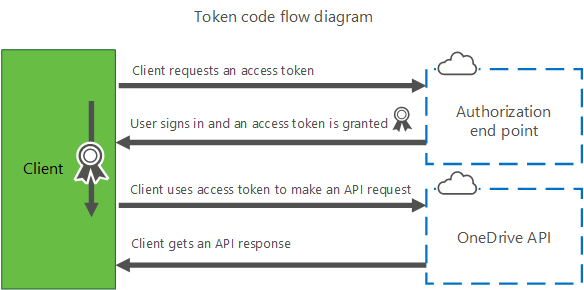 Token code flow diagram
Client requests an access token
Authorization
end point
User signs in and an access token is granted
Client
Client uses access token to make an API request
OneDrive API
Client gets an API response